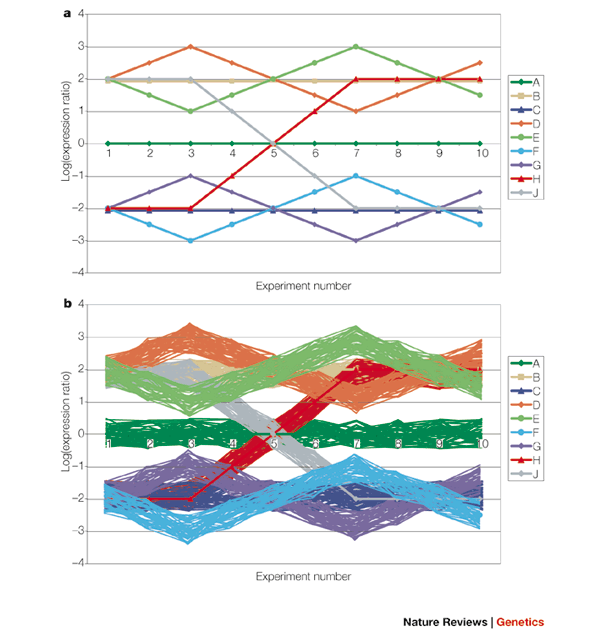 a
4
3
2
1
0
–1
–2
–3
–4
Log(expression ratio)
1 2 3 4 5 6 7 8 9 10
Experiment number
A
B
C
D
E
F
G
H
J
b
4
3
2
1
0
–1
–2
–3
–4
Log(expression ratio)
1 2 3 4 5 6 7 8 9 10
Experiment number
A
B
C
D
E
F
G
H
J
Nature Reviews | Genetics